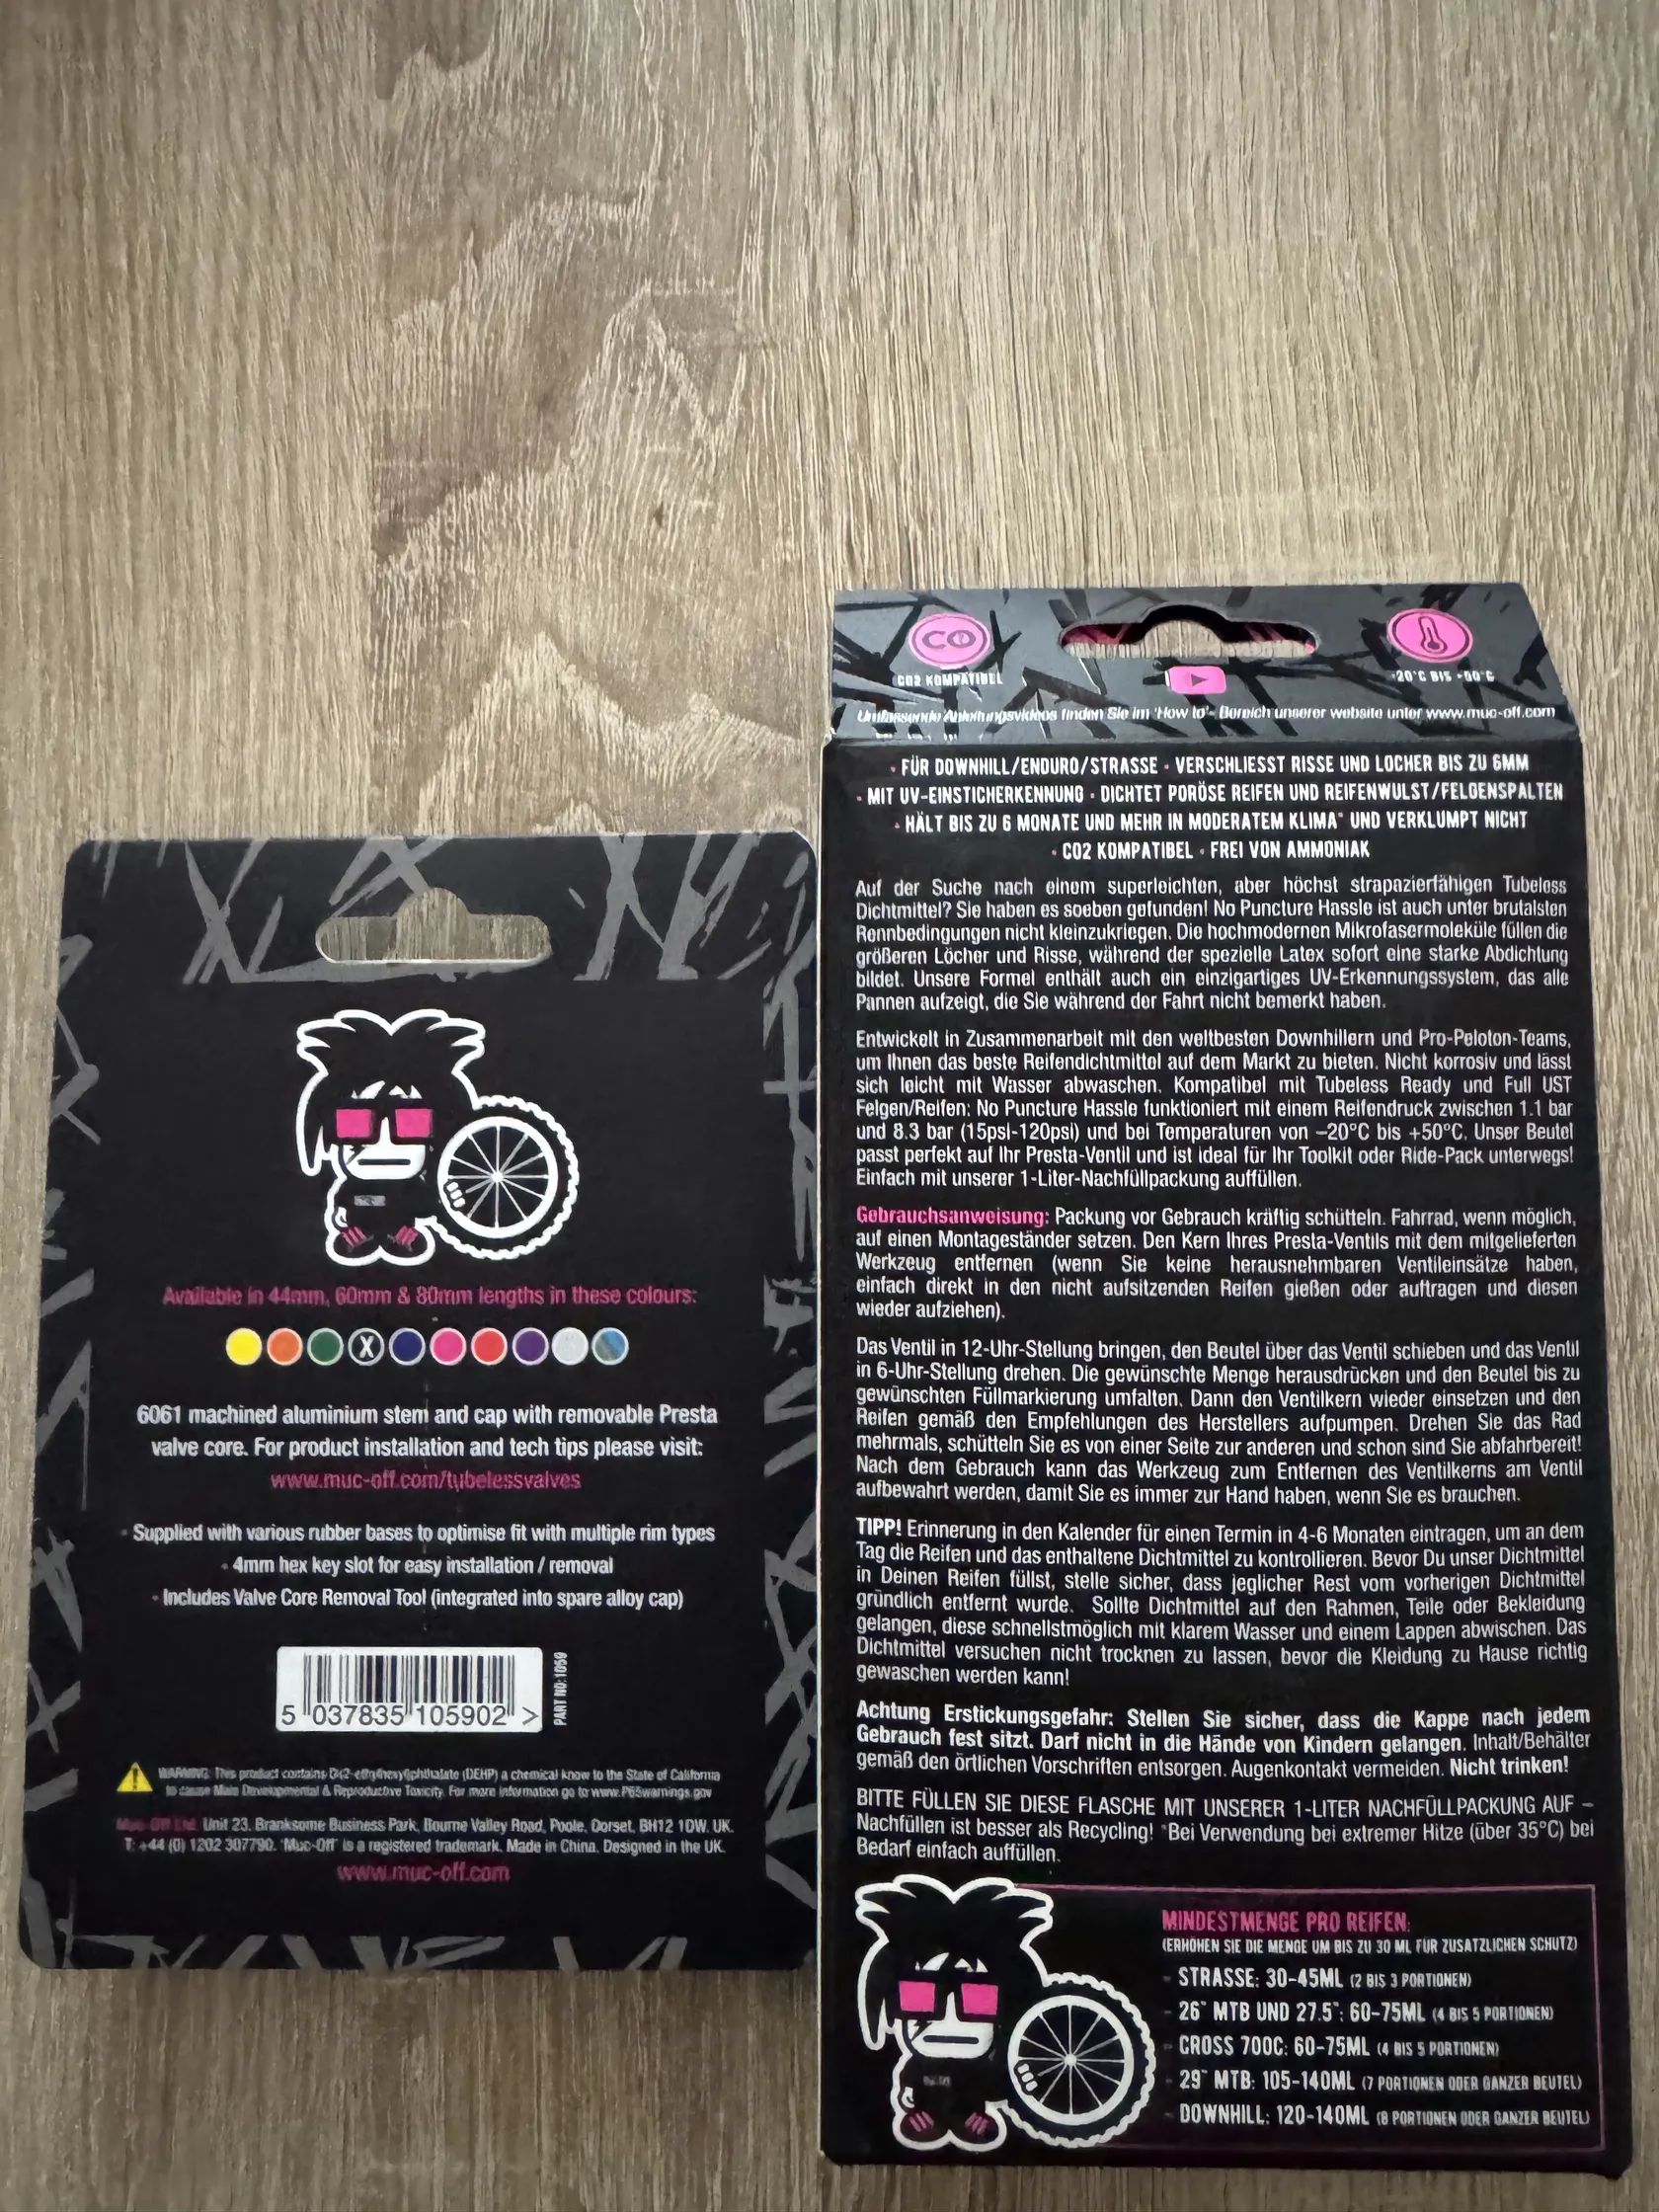 Available in 44mm, 60mm & 80mm lengths in these colours:
X
6061 machined aluminium stem and cap with removable Presta
valve core. For product installation and tech tips please visit:
www.muc-off.com/tubelessvalves
· Supplied with various rubber bases to optimise fit with multiple rim types
· 4mm hex key slot for easy installation / removal
· Includes Valve Core Removal Tool (integrated into spare alloy cap)
5 037835 105902 >
PART NO:1059
WARNING: This product contains (DEHP) a chemical know to the State of California
to cause Male Developmental & Reproductive Toxicity. For more information go to www.P65warnings.gov
Muc-Off Ltd. Unit 23, Branksome Business Park, Bourne Valley Road, Poole, Dorset, BH12 1DW, UK.
T: +44 (0) 1202 307790. 'Muc-Off' is a registered trademark. Made in China. Designed in the UK.
www.muc-off.com
CO2
CO2 KOMPATIBEL
-20°C BIS +50°C
Umfassende Anleitungsvideos finden Sie im 'How to'- Bereich unserer website unter www.muc-off.com
· FÜR DOWNHILL/ENDURO/STRASSE · VERSCHLIESST RISSE UND LÖCHER BIS ZU 6MM
· MIT UV-EINSTICHERKENNUNG · DICHTET PORÖSE REIFEN UND REIFENWULST/FELGENSPALTEN
· HÄLT BIS ZU 6 MONATE UND MEHR IN MODERATEM KLIMA* UND VERKLUMPT NICHT
· CO2 KOMPATIBEL · FREI VON AMMONIAK
Auf der Suche nach einem superleichten, aber höchst strapazierfähigen Tubeless
Dichtmittel? Sie haben es soeben gefunden! No Puncture Hassle ist auch unter brutalsten
Rennbedingungen nicht kleinzukriegen. Die hochmodernen Mikrofasermoleküle füllen die
größeren Löcher und Risse, während der spezielle Latex sofort eine starke Abdichtung
bildet. Unsere Formel enthält auch ein einzigartiges UV-Erkennungssystem, das alle
Pannen aufzeigt, die Sie während der Fahrt nicht bemerkt haben.
Entwickelt in Zusammenarbeit mit den weltbesten Downhillern und Pro-Peloton-Teams,
um Ihnen das beste Reifendichtmittel auf dem Markt zu bieten. Nicht korrosiv und lässt
sich leicht mit Wasser abwaschen. Kompatibel mit Tubeless Ready und Full UST
Felgen/Reifen: No Puncture Hassle funktioniert mit einem Reifendruck zwischen 1.1 bar
und 8.3 bar (15psi-120psi) und bei Temperaturen von –20°C bis +50°C. Unser Beutel
passt perfekt auf Ihr Presta-Ventil und ist ideal für Ihr Toolkit oder Ride-Pack unterwegs!
Einfach mit unserer 1-Liter-Nachfüllpackung auffüllen.
Gebrauchsanweisung: Packung vor Gebrauch kräftig schütteln. Fahrrad, wenn möglich,
auf einen Montageständer setzen. Den Kern Ihres Presta-Ventils mit dem mitgelieferten
Werkzeug entfernen (wenn Sie keine herausnehmbaren Ventileinsätze haben,
einfach direkt in den nicht aufsitzenden Reifen gießen oder auftragen und diesen
wieder aufziehen).
Das Ventil in 12-Uhr-Stellung bringen, den Beutel über das Ventil schieben und das Ventil
in 6-Uhr-Stellung drehen. Die gewünschte Menge herausdrücken und den Beutel bis zu
gewünschten Füllmarkierung umfalten. Dann den Ventilkern wieder einsetzen und den
Reifen gemäß den Empfehlungen des Herstellers aufpumpen. Drehen Sie das Rad
mehrmals, schütteln Sie es von einer Seite zur anderen und schon sind Sie abfahrbereit!
Nach dem Gebrauch kann das Werkzeug zum Entfernen des Ventilkerns am Ventil
aufbewahrt werden, damit Sie es immer zur Hand haben, wenn Sie es brauchen.
TIPP! Erinnerung in den Kalender für einen Termin in 4-6 Monaten eintragen, um an dem
Tag die Reifen und das enthaltene Dichtmittel zu kontrollieren. Bevor Du unser Dichtmittel
in Deinen Reifen füllst, stelle sicher, dass jeglicher Rest vom vorherigen Dichtmittel
gründlich entfernt wurde. Sollte Dichtmittel auf den Rahmen, Teile oder Bekleidung
gelangen, diese schnellstmöglich mit klarem Wasser und einem Lappen abwischen. Das
Dichtmittel versuchen nicht trocknen zu lassen, bevor die Kleidung zu Hause richtig
gewaschen werden kann!
Achtung Erstickungsgefahr: Stellen Sie sicher, dass die Kappe nach jedem
Gebrauch fest sitzt. Darf nicht in die Hände von Kindern gelangen. Inhalt/Behälter
gemäß den örtlichen Vorschriften entsorgen. Augenkontakt vermeiden. Nicht trinken!
BITTE FÜLLEN SIE DIESE FLASCHE MIT UNSERER 1-LITER NACHFÜLLPACKUNG AUF –
Nachfüllen ist besser als Recycling! *Bei Verwendung bei extremer Hitze (über 35°C) bei
Bedarf einfach auffüllen.
MINDESTMENGE PRO REIFEN:
(ERHÖHEN SIE DIE MENGE UM BIS ZU 30 ML FÜR ZUSÄTZLICHEN SCHUTZ)
- STRASSE: 30-45ML (2 BIS 3 PORTIONEN)
- 26" MTB UND 27.5": 60-75ML (4 BIS 5 PORTIONEN)
- CROSS 700C: 60-75ML (4 BIS 5 PORTIONEN)
- 29" MTB: 105-140ML (7 PORTIONEN ODER GANZER BEUTEL)
- DOWNHILL: 120-140ML (8 PORTIONEN ODER GANZER BEUTEL)